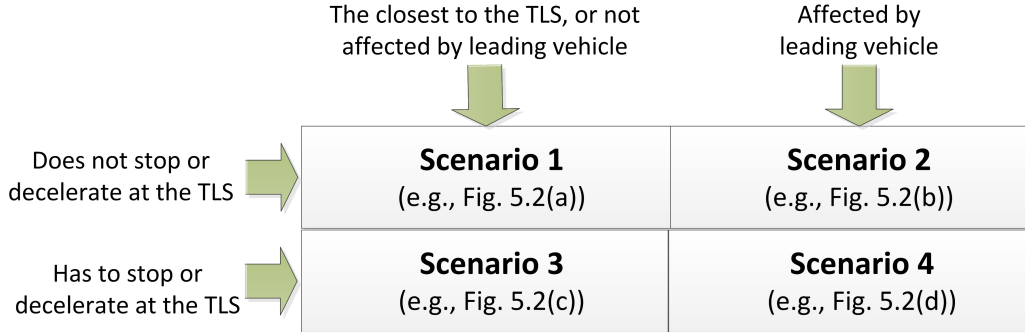 The closest to the TLS, or not
affected by leading vehicle
Affected by
leading vehicle
Does not stop or
decelerate at the TLS
Scenario 1
(e.g., Fig. 5.2(a))
Scenario 2
(e.g., Fig. 5.2(b))
Has to stop or
decelerate at the TLS
Scenario 3
(e.g., Fig. 5.2(c))
Scenario 4
(e.g., Fig. 5.2(d))